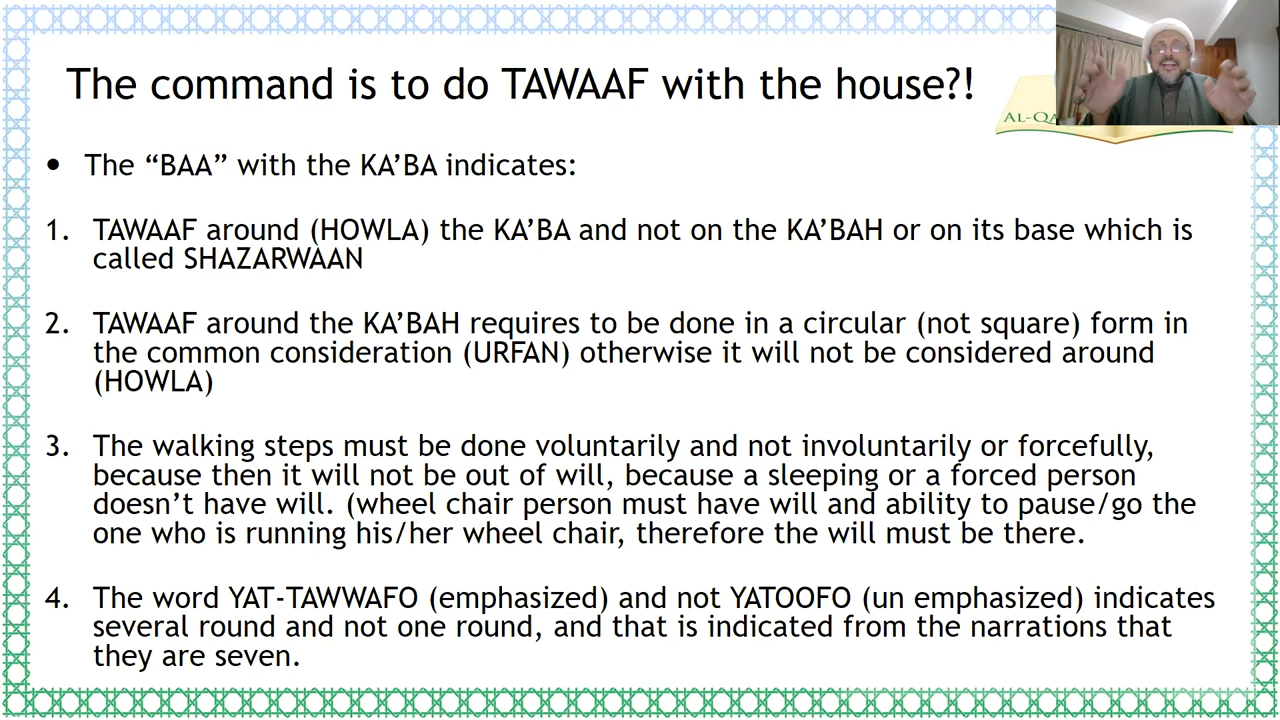 The command is to do TAWAAF with the house?!
AL-QA
• The “BAA” with the KA’BA indicates:
1. TAWAAF around (HOWLA) the KA’BA and not on the KA’BAH or on its base which is
called SHAZARWAAN
2. TAWAAF around the KA’BAH requires to be done in a circular (not square) form in
the common consideration (URFAN) otherwise it will not be considered around
(HOWLA)
3. The walking steps must be done voluntarily and not involuntarily or forcefully,
because then it will not be out of will, because a sleeping or a forced person
doesn’t have will. (wheel chair person must have will and ability to pause/go the
one who is running his/her wheel chair, therefore the will must be there.
4. The word YAT-TAWWAFO (emphasized) and not YATOOFO (un emphasized) indicates
several round and not one round, and that is indicated from the narrations that
they are seven.